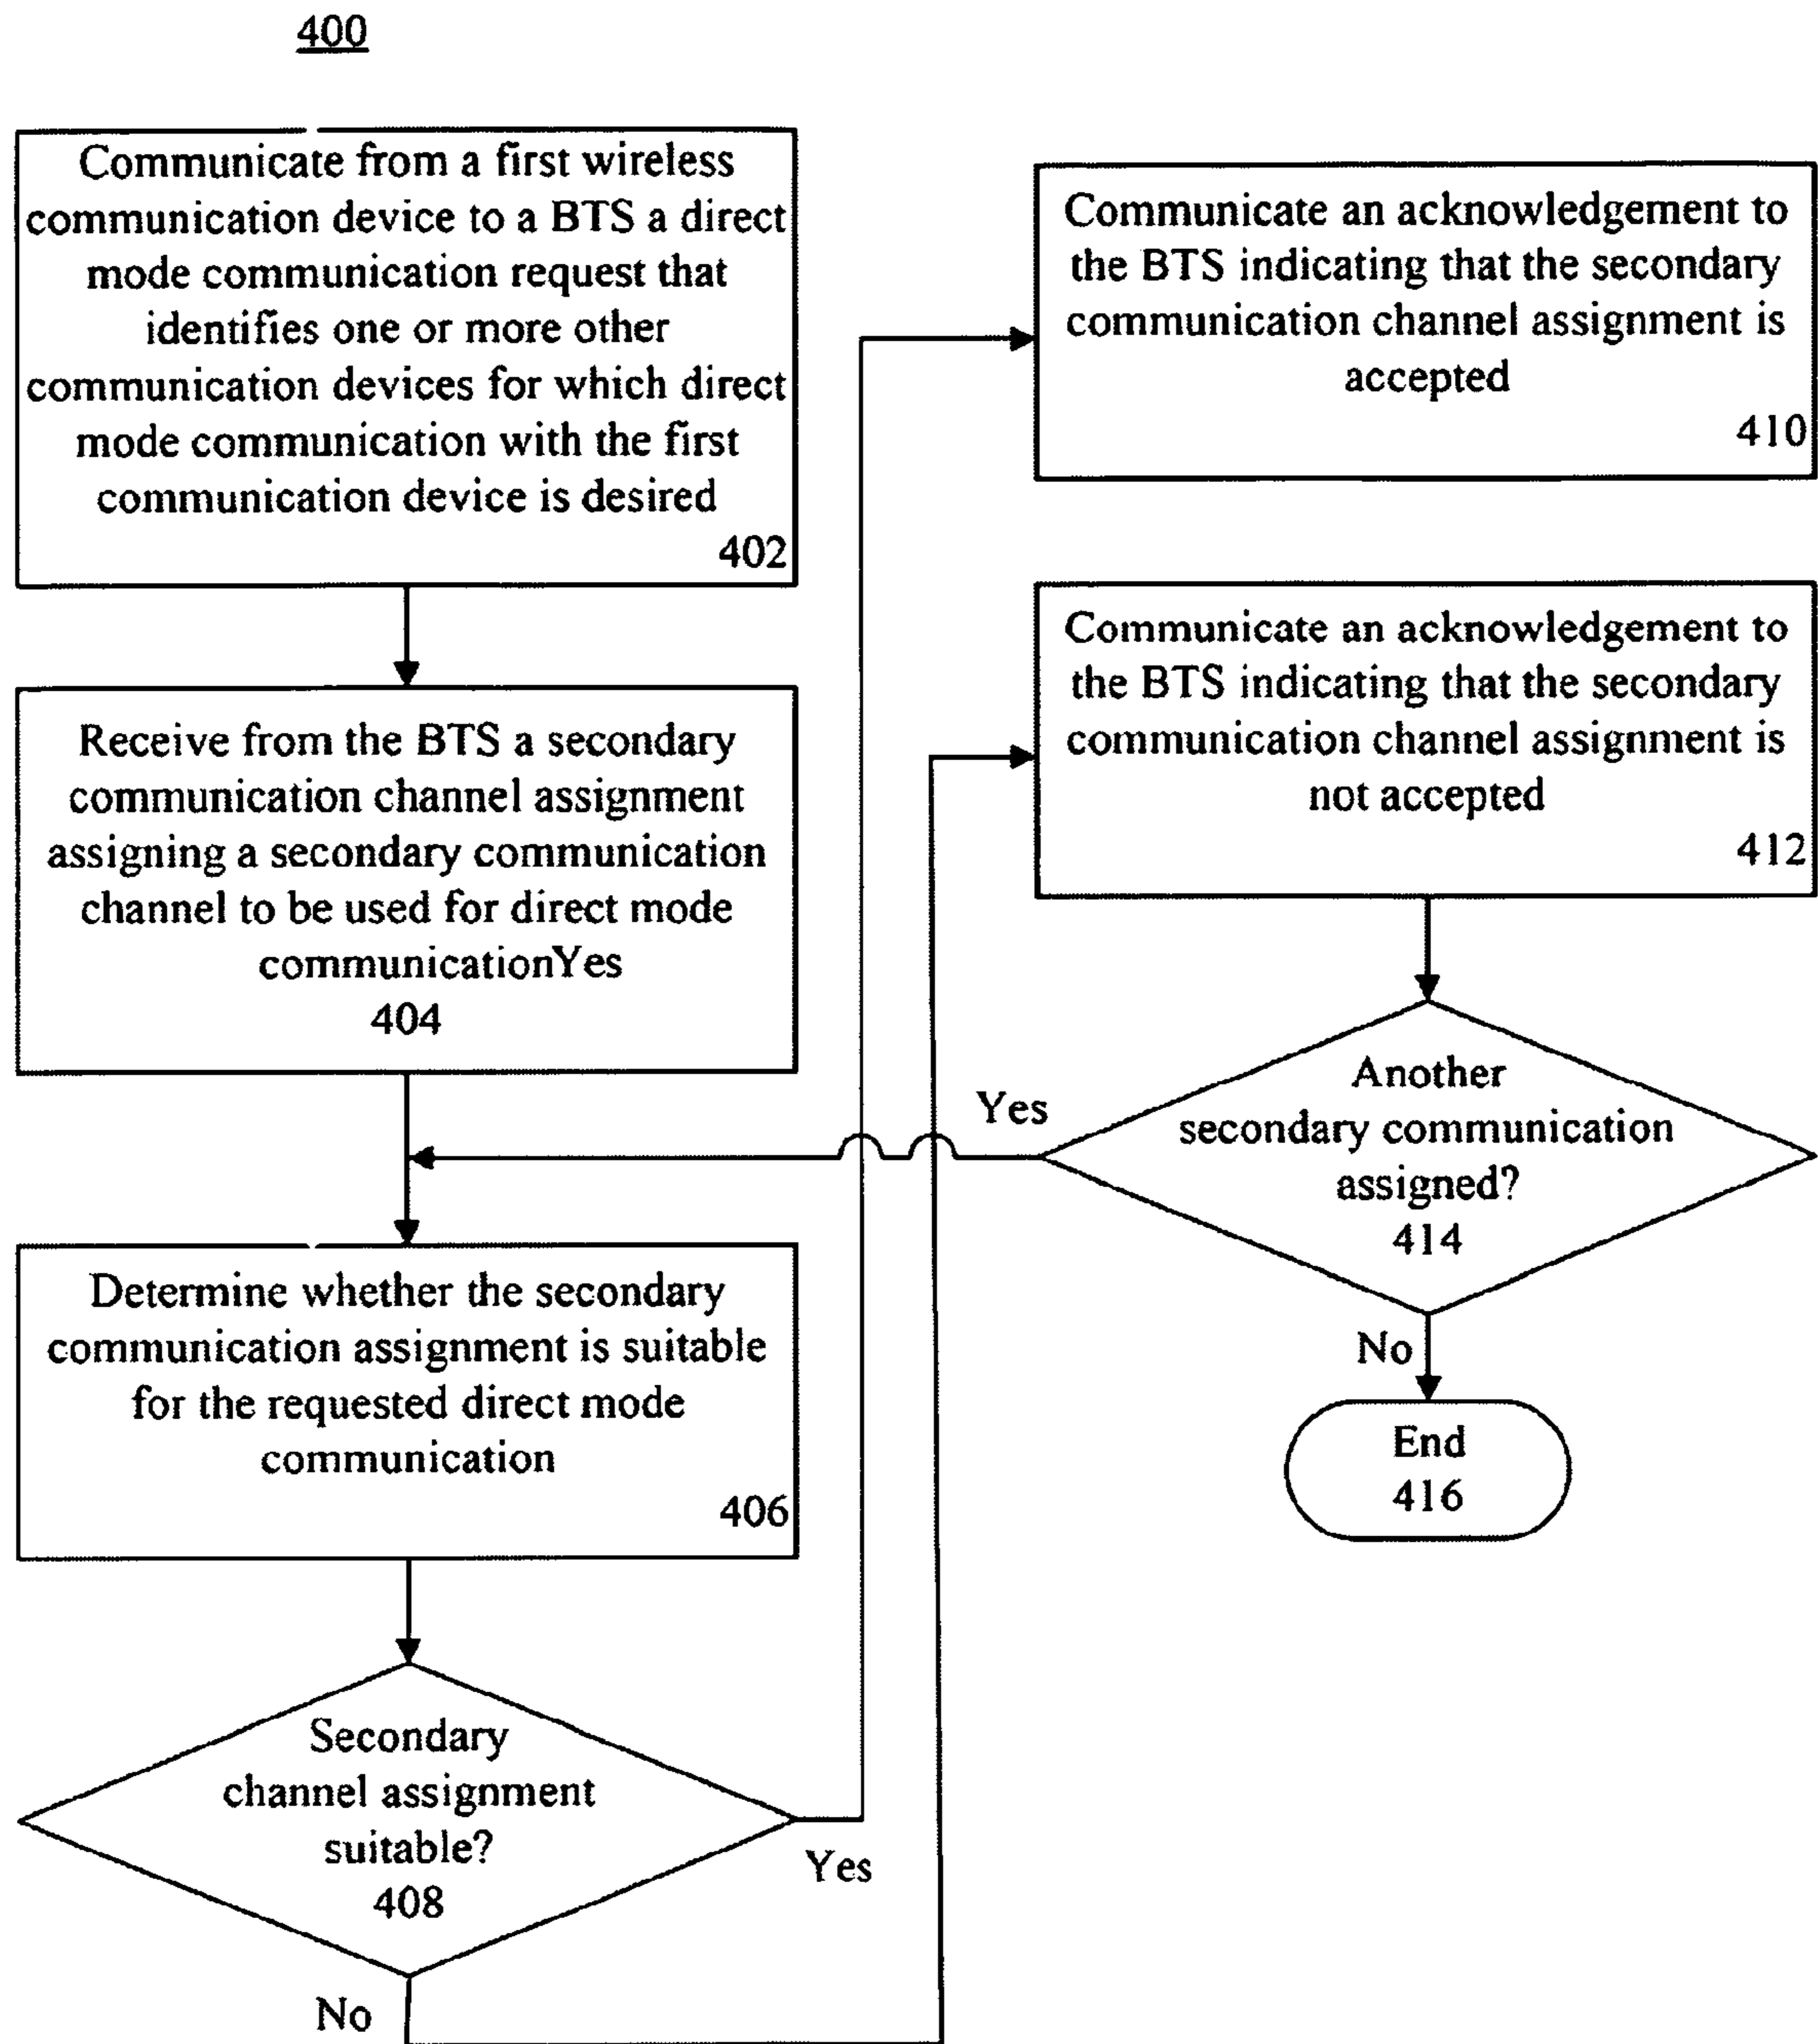 400
Communicate from a first wireless
communication device to a BTS a direct
mode communication request that
identifies one or more other
communication devices for which direct
mode communication with the first
communication device is desired
402
Receive from the BTS a secondary
communication channel assignment
assigning a secondary communication
channel to be used for direct mode
communicationYes
404
Determine whether the secondary
communication assignment is suitable
for the requested direct mode
communication
406
Secondary
channel assignment
suitable?
408
Yes
No
Communicate an acknowledgement to
the BTS indicating that the secondary
communication channel assignment is
accepted
410
Communicate an acknowledgement to
the BTS indicating that the secondary
communication channel assignment is
not accepted
412
Another
secondary communication
assigned?
414
Yes
No
End
416